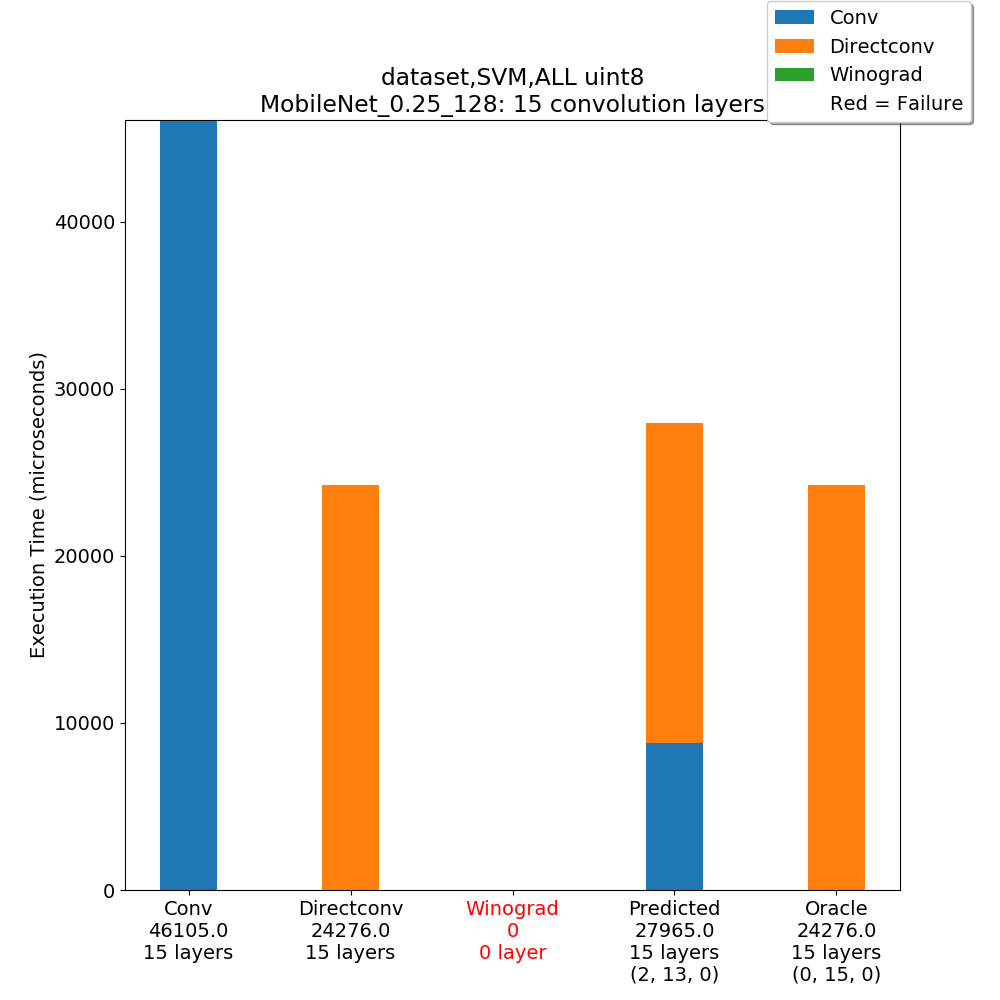 Conv
Directconv
Winograd
Red = Failure
dataset,SVM,ALL uint8
MobileNet_0.25_128: 15 convolution layers
Execution Time (microseconds)
40000
30000
20000
10000
0
Conv
46105.0
15 layers
Directconv
24276.0
15 layers
Winograd
0
0 layer
Predicted
27965.0
15 layers
(2, 13, 0)
Oracle
24276.0
15 layers
(0, 15, 0)